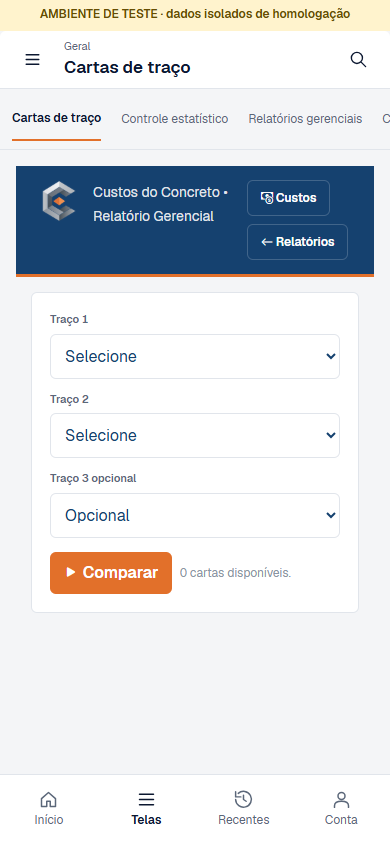 AMBIENTE DE TESTE · dados isolados de homologação
Geral
Cartas de traço
Cartas de traço Controle estatístico Relatórios gerenciais C
Custos do Concreto •
Relatório Gerencial
Custos
← Relatórios
Traço 1
Selecione
Traço 2
Selecione
Traço 3 opcional
Opcional
Comparar
0 cartas disponíveis.
Início Telas Recentes Conta